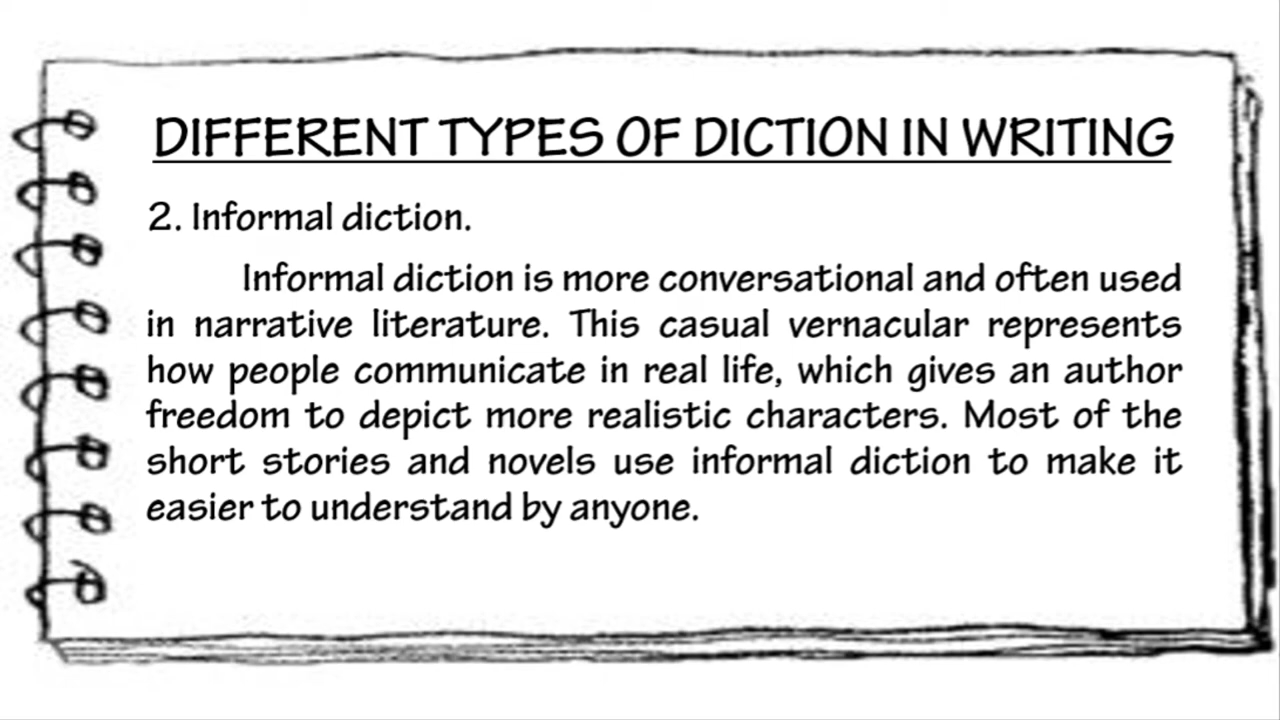 DIFFERENT TYPES OF DICTION IN WRITING
2. Informal diction.
Informal diction is more conversational and often used
in narrative literature. This casual vernacular represents
how people communicate in real life, which gives an author
freedom to depict more realistic characters. Most of the
short stories and novels use informal diction to make it
easier to understand by anyone.